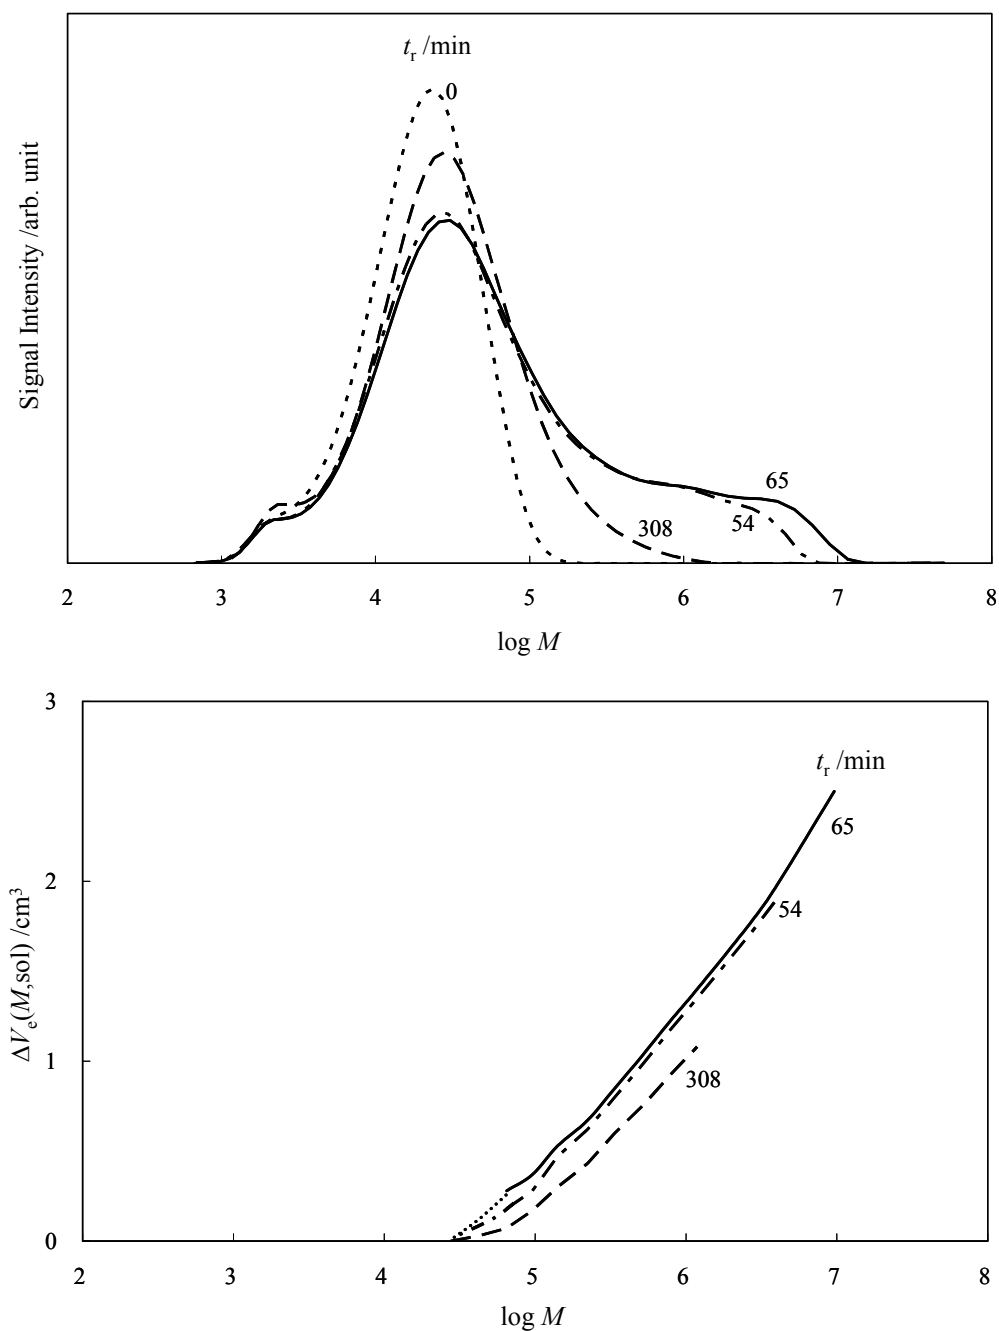 t_r /min
0
Signal Intensity /arb. unit
65
54
308
2 3 4 5 6 7 8
log M
3
t_r /min
65
2
54
ΔV_e(M,sol) /cm³
1
308
0
2 3 4 5 6 7 8
log M